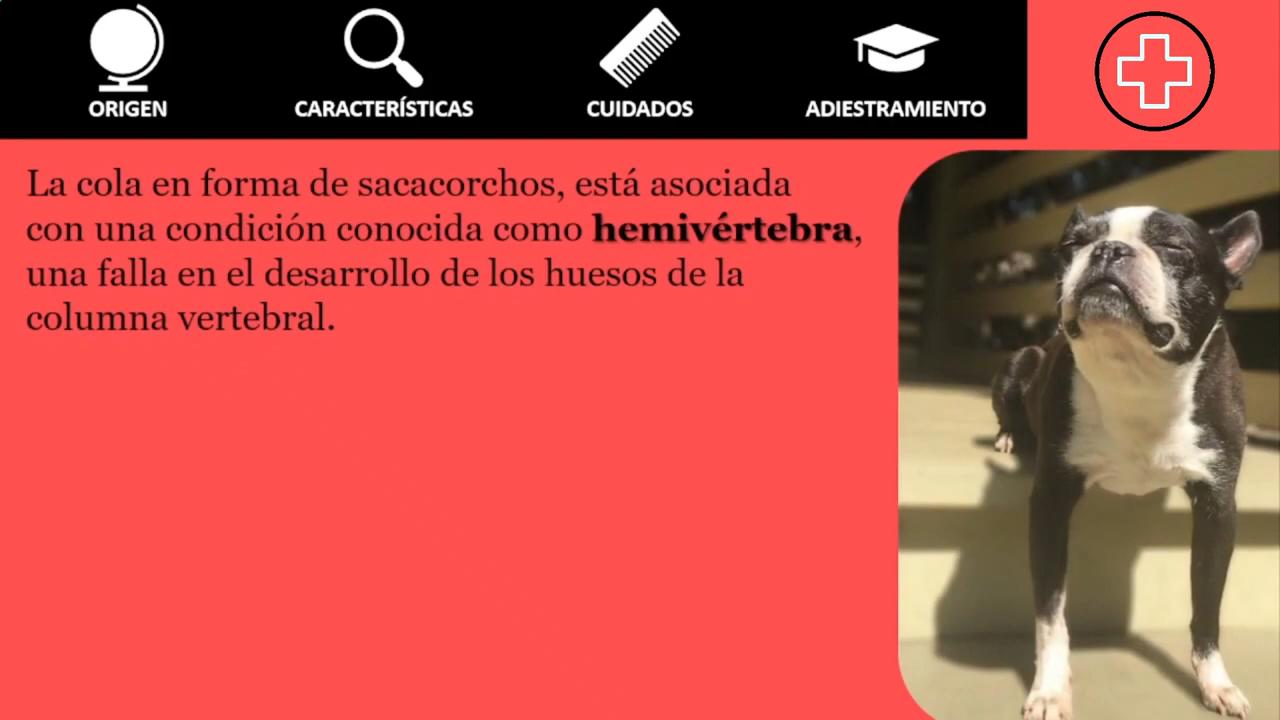 ORIGEN
CARACTERÍSTICAS
CUIDADOS
ADIESTRAMIENTO
La cola en forma de sacacorchos, está asociada
con una condición conocida como hemivértebra,
una falla en el desarrollo de los huesos de la
columna vertebral.